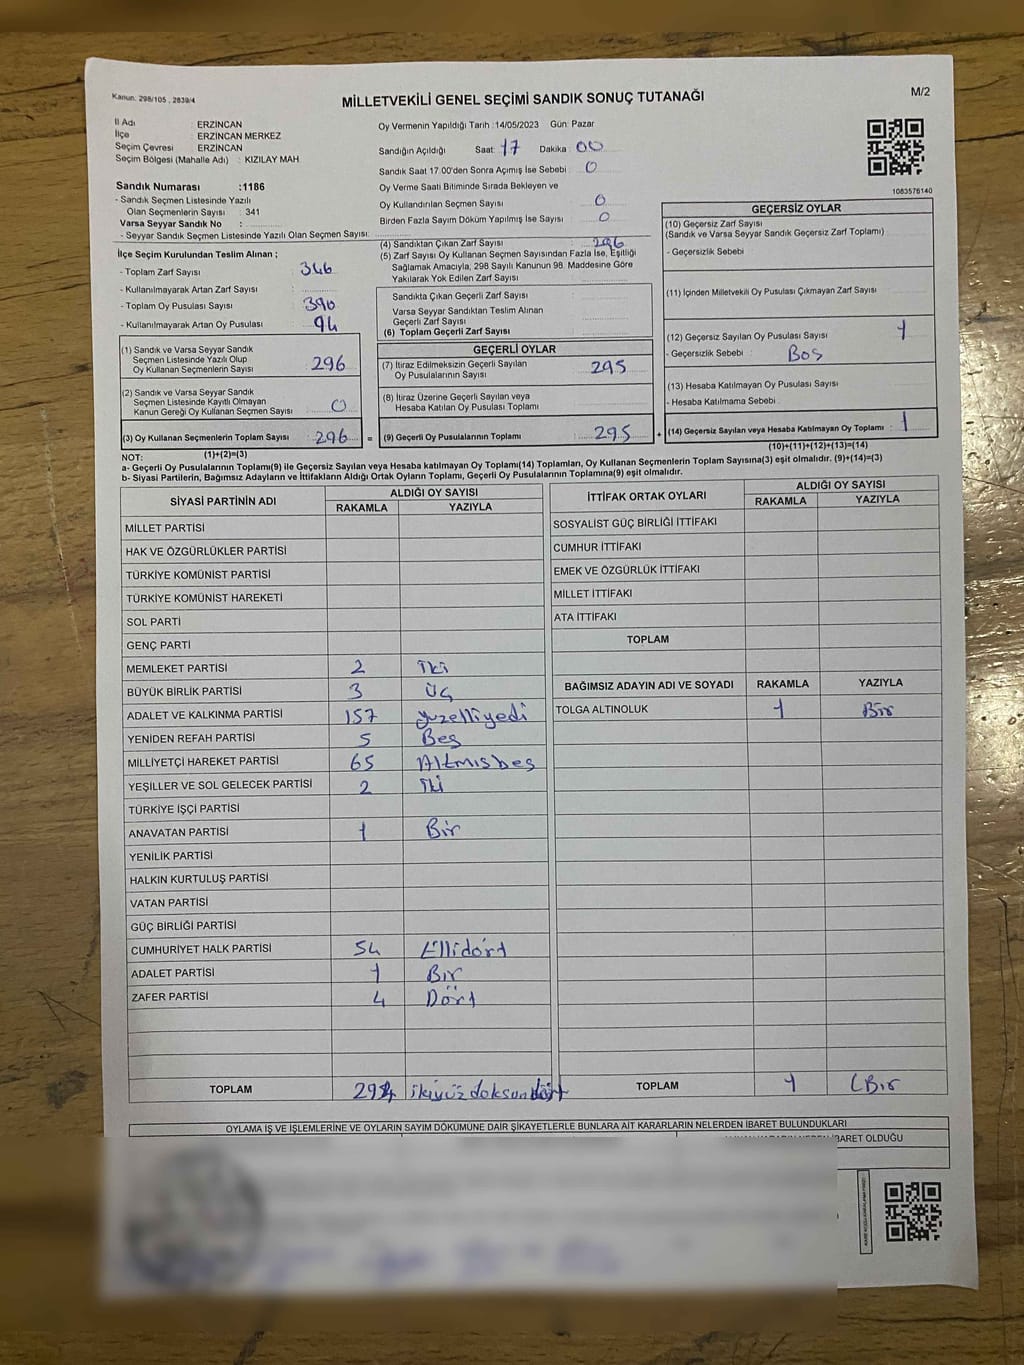 Kanun: 298/105 , 2839/4
MİLLETVEKİLİ GENEL SEÇİMİ SANDIK SONUÇ TUTANAĞI
M/2
İl Adı : ERZİNCAN
İlçe : ERZİNCAN MERKEZ
Seçim Çevresi : ERZİNCAN
Seçim Bölgesi (Mahalle Adı) : KIZILAY MAH
Sandık Numarası :1186
- Sandık Seçmen Listesinde Yazılı
Olan Seçmenlerin Sayısı : 341
Varsa Seyyar Sandık No :
- Seyyar Sandık Seçmen Listesinde Yazılı Olan Seçmen Sayısı:
Oy Vermenin Yapıldığı Tarih :14/05/2023 Gün: Pazar
Sandığın Açıldığı Saat: 17 Dakika : 00
Sandık Saat 17.00'den Sonra Açımış İse Sebebi : 0
Oy Verme Saati Bitiminde Sırada Bekleyen ve
Oy Kullandırılan Seçmen Sayısı : 0
Birden Fazla Sayım Döküm Yapılmış İse Sayısı : 0
1083576140
İlçe Seçim Kurulundan Teslim Alınan ;
- Toplam Zarf Sayısı : 346
- Kullanılmayarak Artan Zarf Sayısı :
- Toplam Oy Pusulası Sayısı : 390
- Kullanılmayarak Artan Oy Pusulası : 94
(1) Sandık ve Varsa Seyyar Sandık
Seçmen Listesinde Yazılı Olup
Oy Kullanan Seçmenlerin Sayısı : 296
(2) Sandık ve Varsa Seyyar Sandık
Seçmen Listesinde Kayıtlı Olmayan
Kanun Gereği Oy Kullanan Seçmen Sayısı : 0
(3) Oy Kullanan Seçmenlerin Toplam Sayısı : 296 =
(1)+(2)=(3)
(4) Sandıktan Çıkan Zarf Sayısı : 296
(5) Zarf Sayısı Oy Kullanan Seçmen Sayısından Fazla İse, Eşitliği
Sağlamak Amacıyla, 298 Sayılı Kanunun 98. Maddesine Göre
Yakılarak Yok Edilen Zarf Sayısı :
Sandıkta Çıkan Geçerli Zarf Sayısı :
Varsa Seyyar Sandıktan Teslim Alınan
Geçerli Zarf Sayısı :
(6) Toplam Geçerli Zarf Sayısı :
GEÇERLİ OYLAR
(7) İtiraz Edilmeksizin Geçerli Sayılan
Oy Pusulalarının Sayısı : 295
(8) İtiraz Üzerine Geçerli Sayılan veya
Hesaba Katılan Oy Pusulası Toplamı :
(9) Geçerli Oy Pusulalarının Toplamı : 295 +
GEÇERSİZ OYLAR
(10) Geçersiz Zarf Sayısı
(Sandık ve Varsa Seyyar Sandık Geçersiz Zarf Toplamı)
- Geçersizlik Sebebi :
(11) İçinden Milletvekili Oy Pusulası Çıkmayan Zarf Sayısı
(12) Geçersiz Sayılan Oy Pusulası Sayısı : 1
- Geçersizlik Sebebi : Boş
(13) Hesaba Katılmayan Oy Pusulası Sayısı
- Hesaba Katılmama Sebebi :
(14) Geçersiz Sayılan veya Hesaba Katılmayan Oy Toplamı : 1
(10)+(11)+(12)+(13)=(14)
NOT:
a- Geçerli Oy Pusulalarının Toplamı(9) ile Geçersiz Sayılan veya Hesaba katılmayan Oy Toplamı(14) Toplamları, Oy Kullanan Seçmenlerin Toplam Sayısına(3) eşit olmalıdır. (9)+(14)=(3)
b- Siyasi Partilerin, Bağımsız Adayların ve İttifakların Aldığı Ortak Oyların Toplamı, Geçerli Oy Pusulalarının Toplamına(9) eşit olmalıdır.
SİYASİ PARTİNİN ADI ALDIĞI OY SAYISI
RAKAMLA YAZIYLA
MİLLET PARTİSİ
HAK VE ÖZGÜRLÜKLER PARTİSİ
TÜRKİYE KOMÜNİST PARTİSİ
TÜRKİYE KOMÜNİST HAREKETİ
SOL PARTİ
GENÇ PARTİ
MEMLEKET PARTİSİ 2 iki
BÜYÜK BİRLİK PARTİSİ 3 üç
ADALET VE KALKINMA PARTİSİ 157 yüzelliyedi
YENİDEN REFAH PARTİSİ 5 Beş
MİLLİYETÇİ HAREKET PARTİSİ 65 Altmışbeş
YEŞİLLER VE SOL GELECEK PARTİSİ 2 iki
TÜRKİYE İŞÇİ PARTİSİ
ANAVATAN PARTİSİ 1 Bir
YENİLİK PARTİSİ
HALKIN KURTULUŞ PARTİSİ
VATAN PARTİSİ
GÜÇ BİRLİĞİ PARTİSİ
CUMHURİYET HALK PARTİSİ 54 Ellidört
ADALET PARTİSİ 1 Bir
ZAFER PARTİSİ 4 Dört
TOPLAM 294 ikiyüzdoksandört
İTTİFAK ORTAK OYLARI ALDIĞI OY SAYISI
RAKAMLA YAZIYLA
SOSYALİST GÜÇ BİRLİĞİ İTTİFAKI
CUMHUR İTTİFAKI
EMEK VE ÖZGÜRLÜK İTTİFAKI
MİLLET İTTİFAKI
ATA İTTİFAKI
TOPLAM
BAĞIMSIZ ADAYIN ADI VE SOYADI RAKAMLA YAZIYLA
TOLGA ALTINOLUK 1 Bir
TOPLAM 1 (Bir
OYLAMA İŞ VE İŞLEMLERİNE VE OYLARIN SAYIM DÖKÜMÜNE DAİR ŞİKAYETLERLE BUNLARA AİT KARARLARIN NELERDEN İBARET BULUNDUKLARI
İBARET OLDUĞU